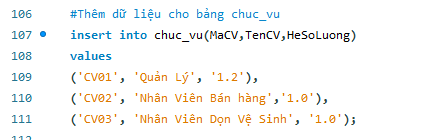 106 #Thêm dữ liệu cho bảng chuc_vu
107 insert into chuc_vu(MaCV,TenCV,HeSoLuong)
108 values
109 ('CV01', 'Quản Lý', '1.2'),
110 ('CV02', 'Nhân Viên Bán hàng','1.0'),
111 ('CV03', 'Nhân Viên Dọn Vệ Sinh', '1.0');